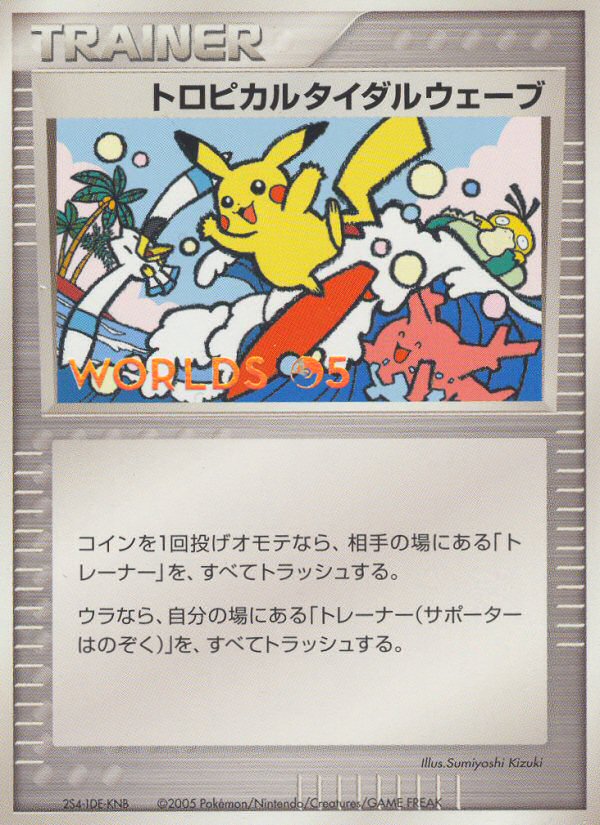 TRAINER
トロピカルタイダルウェーブ
WORLDS 05
コインを1回投げオモテなら、相手の場にある「ト
レーナー」を、すべてトラッシュする。
ウラなら、自分の場にある「トレーナー(サポーター
はのぞく)」を、すべてトラッシュする。
Illus.Sumiyoshi Kizuki
2S4-1DE-KNB ©2005 Pokémon/Nintendo/Creatures/GAME FREAK